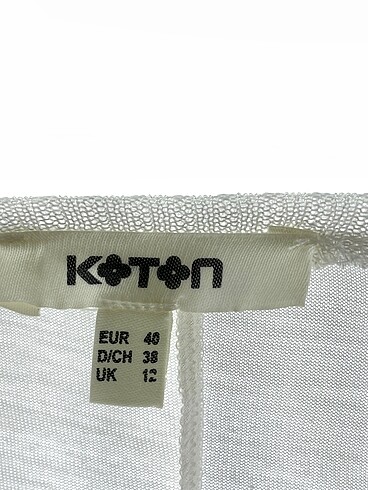 KOTON
EUR 40
D/CH 38
UK 12